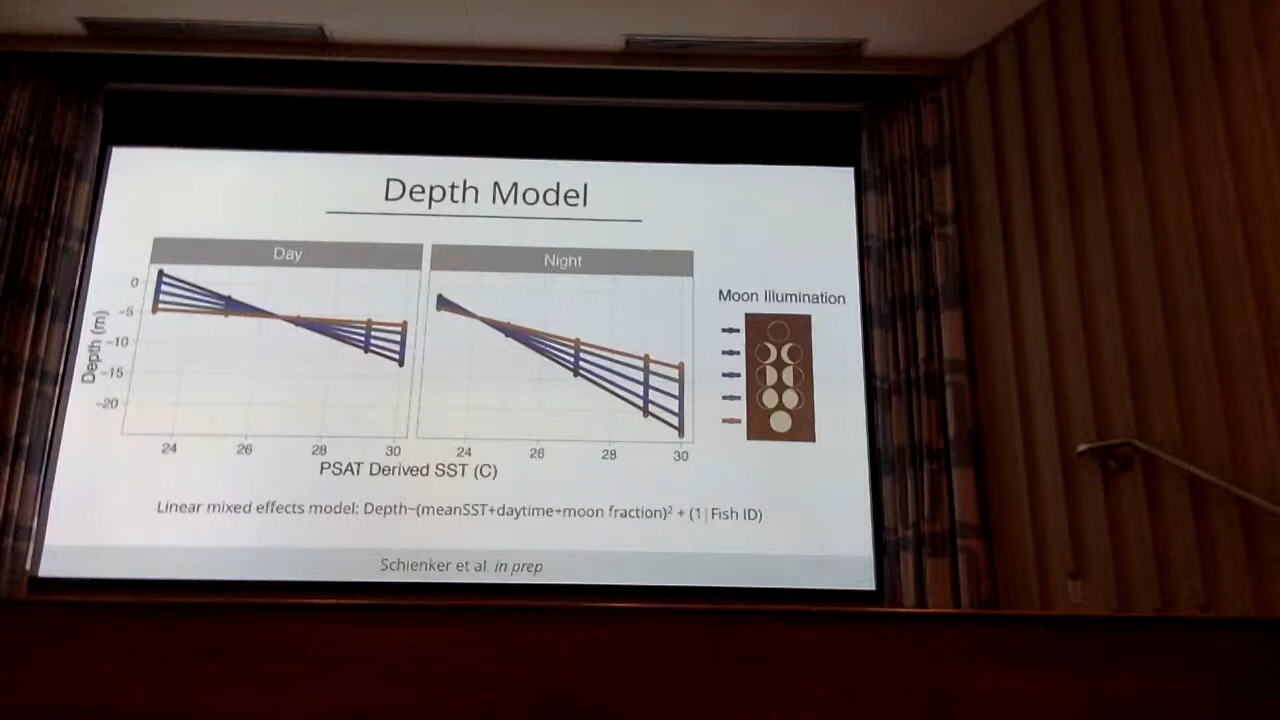 Depth Model
Day
Night
Moon Illumination
Depth (m)
0
-5
-10
-15
-20
24 26 28 30
24 26 28 30
PSAT Derived SST (C)
Linear mixed effects model: Depth~(meanSST+daytime+moon fraction)² + (1|Fish ID)
Schlenker et al in prep